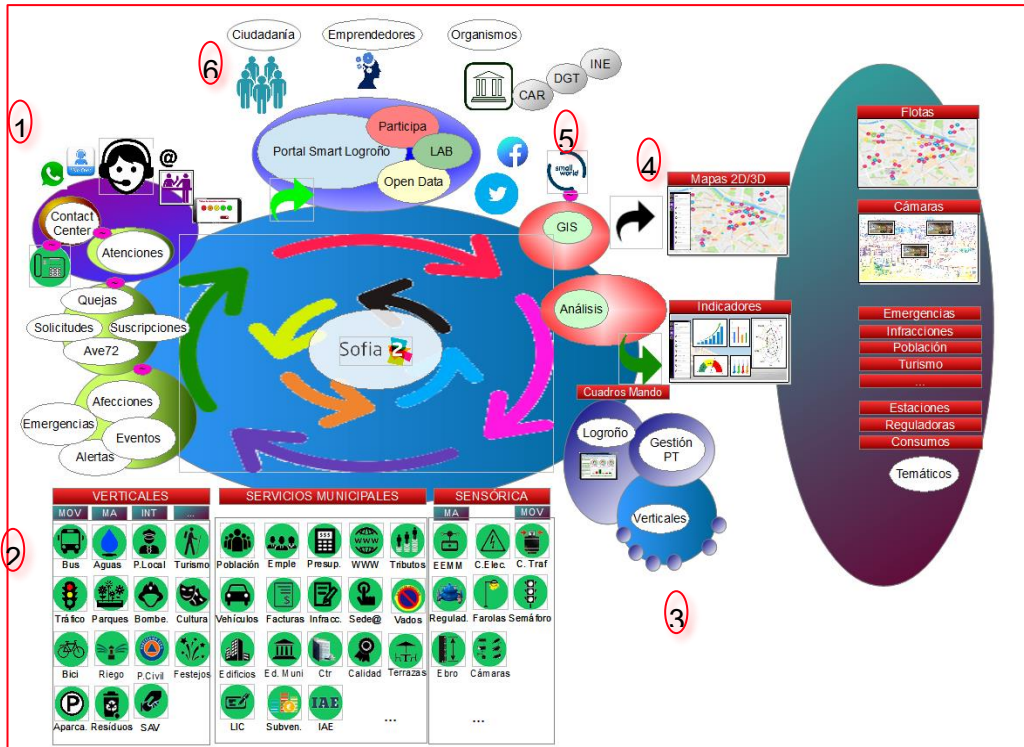 Ciudadanía
Emprendedores
Organismos
6
INE
DGT
CAR
1
5
4
Participa
Portal Smart Logroño
LAB
Open Data
@
small
world
Contact
Center
Atenciones
GIS
Mapas 2D/3D
Flotas
Cámaras
Quejas
Solicitudes
Suscripciones
Ave72
Análisis
Indicadores
Sofia 2
Afecciones
Emergencias
Eventos
Alertas
Emergencias
Infracciones
Población
Turismo
...
Estaciones
Reguladoras
Consumos
Temáticos
Cuadros Mando
Logroño
Gestión
PT
Verticales
2
3
VERTICALES
MOV MA INT ...
Bus Aguas P.Local Turismo
Tráfico Parques Bombe. Cultura
Bici Riego P.Civil Festejos
P
Aparca. Residuos SAV
SERVICIOS MUNICIPALES
WWW
Población Emple Presup. WWW Tributos
Vehículos Facturas Infracc. Sede@ Vados
Edificios Ed. Muni Ctr Calidad Terrazas
IAE
LIC Subven. IAE ...
SENSÓRICA
MA MOV
EEMM C.Elec. C. Traf
Regulad. Farolas Semáforo
Ebro Cámaras
...